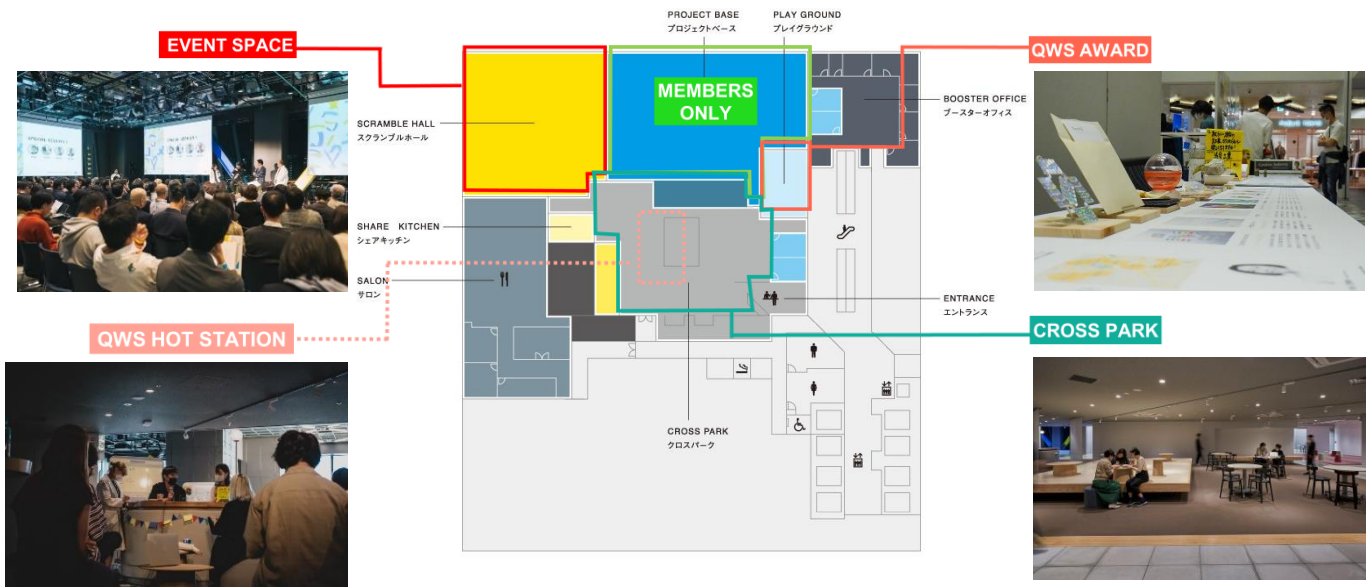 PROJECT BASE
プロジェクトベース
PLAY GROUND
プレイグラウンド
EVENT SPACE
QWS AWARD
MEMBERS
ONLY
BOOSTER OFFICE
ブースターオフィス
SCRAMBLE HALL
スクランブルホール
SHARE KITCHEN
シェアキッチン
SALON
サロン
ENTRANCE
エントランス
QWS HOT STATION
CROSS PARK
CROSS PARK
クロスパーク